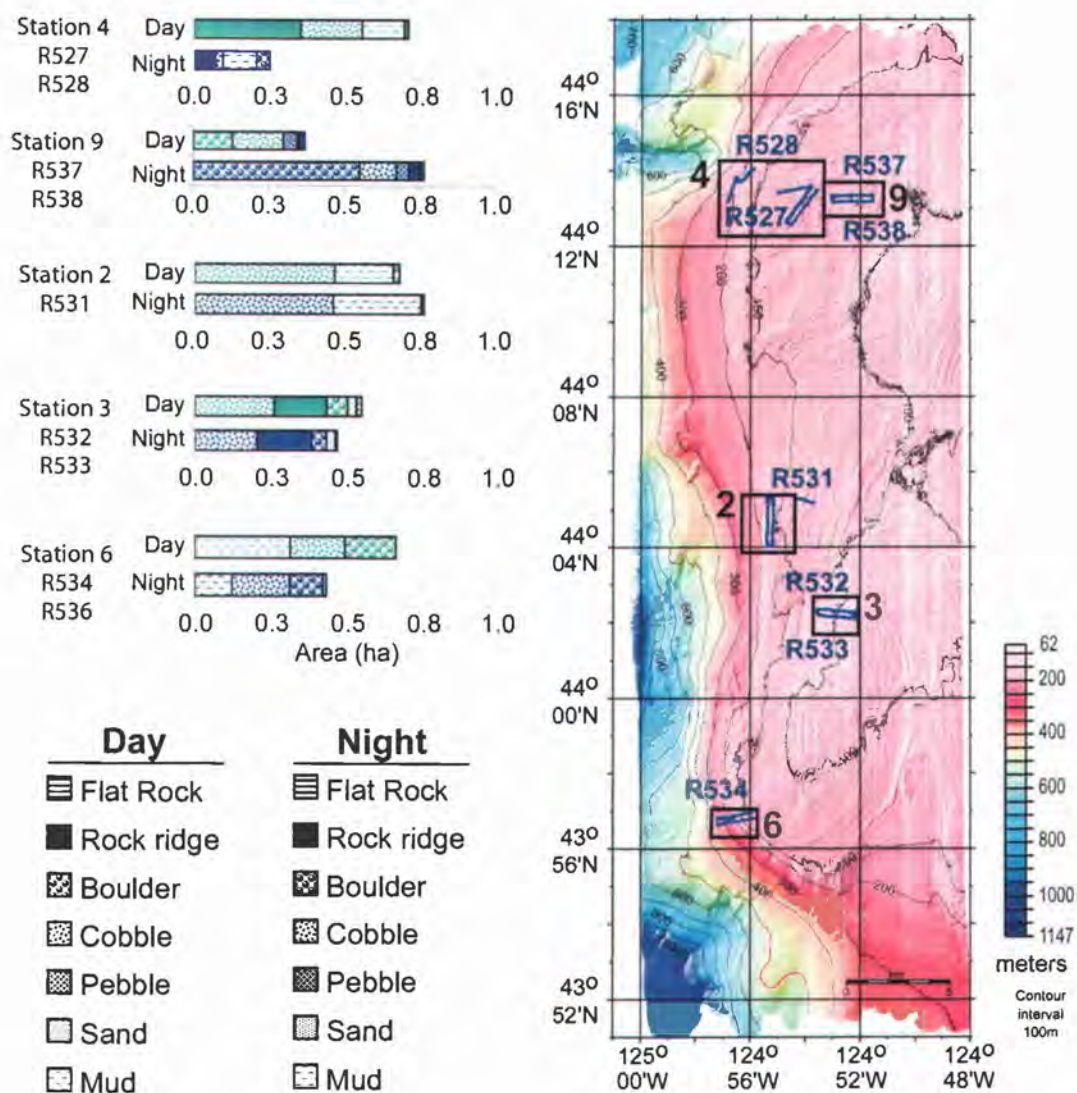 Station 4
R527
R528
Day
Night
0.0 0.3 0.5 0.8 1.0
Station 9
R537
R538
Day
Night
0.0 0.3 0.5 0.8 1.0
Station 2
R531
Day
Night
0.0 0.3 0.5 0.8 1.0
Station 3
R532
R533
Day
Night
0.0 0.3 0.5 0.8 1.0
Station 6
R534
R536
Day
Night
0.0 0.3 0.5 0.8 1.0
Area (ha)
Day
Flat Rock
Rock ridge
Boulder
Cobble
Pebble
Sand
Mud
Night
Flat Rock
Rock ridge
Boulder
Cobble
Pebble
Sand
Mud
44°
16'N
44°
12'N
44°
08'N
44°
04'N
44°
00'N
43°
56'N
43°
52'N
4
R528
R527
R537
9
R538
600
200
400
2
R531
300
R532
3
R533
R534
6
400
200
125°
00'W
124°
56'W
124°
52'W
124°
48'W
62
200
400
600
800
1000
1147
meters
Contour
interval
100m